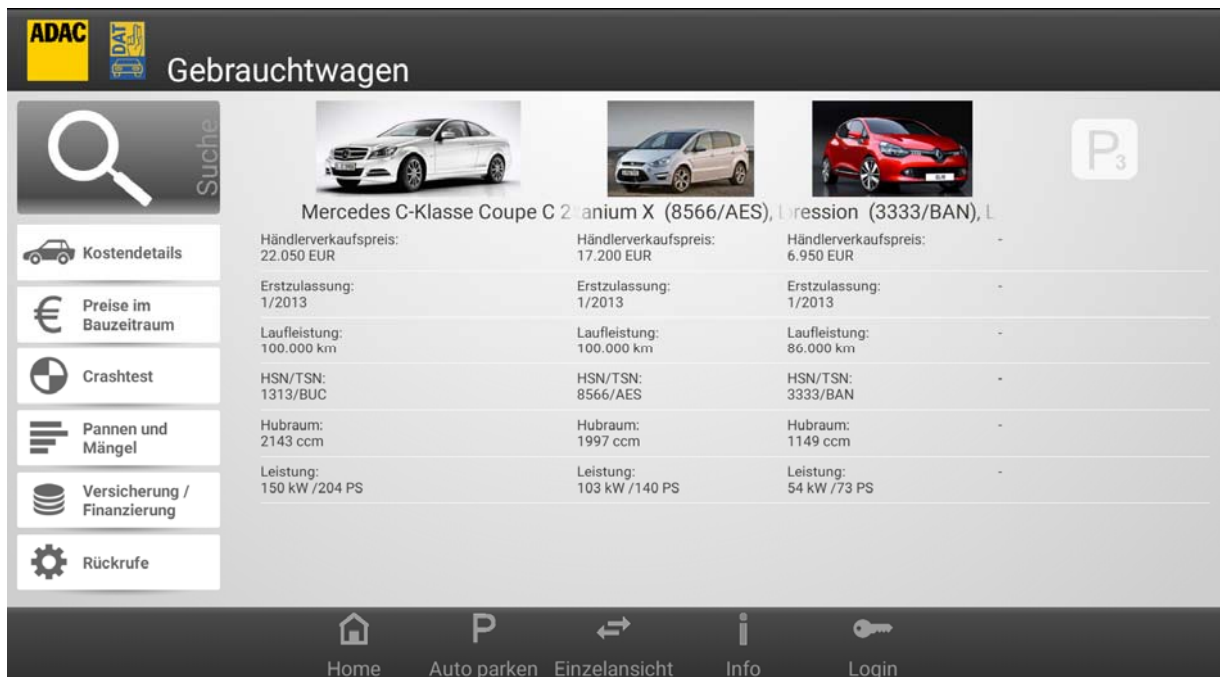 ADAC
DAT
Gebrauchtwagen
Suche
P3
Mercedes C-Klasse Coupe C 2
anium X (8566/AES),
ression (3333/BAN), L
Kostendetails
Preise im
Bauzeitraum
Crashtest
Pannen und
Mängel
Versicherung /
Finanzierung
Rückrufe
Händlerverkaufspreis:
22.050 EUR
Händlerverkaufspreis:
17.200 EUR
Händlerverkaufspreis:
6.950 EUR
-
Erstzulassung:
1/2013
Erstzulassung:
1/2013
Erstzulassung:
1/2013
-
Laufleistung:
100.000 km
Laufleistung:
100.000 km
Laufleistung:
86.000 km
-
HSN/TSN:
1313/BUC
HSN/TSN:
8566/AES
HSN/TSN:
3333/BAN
-
Hubraum:
2143 ccm
Hubraum:
1997 ccm
Hubraum:
1149 ccm
-
Leistung:
150 kW /204 PS
Leistung:
103 kW /140 PS
Leistung:
54 kW /73 PS
-
Home
P
Auto parken
Einzelansicht
i
Info
Login